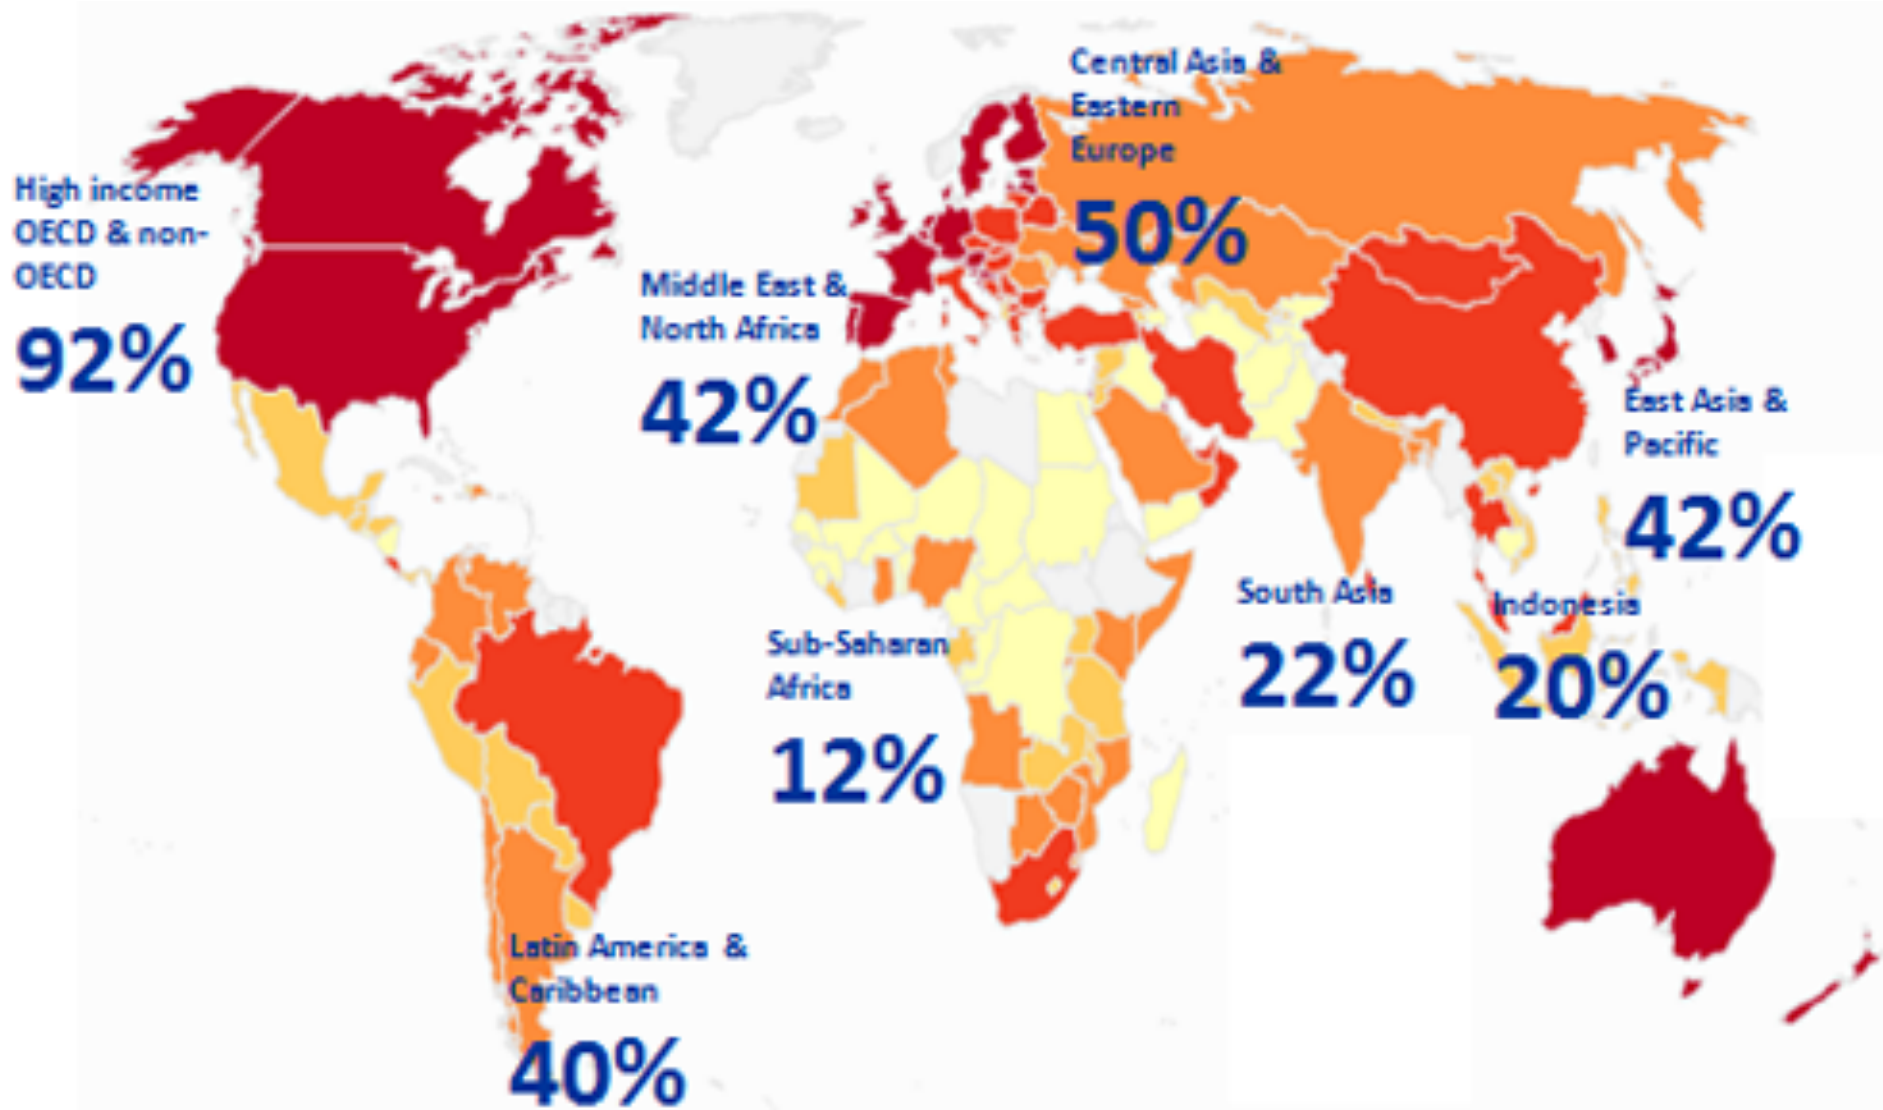 Central Asia &
Eastern
Europe
50%
High income
OECD & non-
OECD
92%
Middle East &
North Africa
42%
East Asia &
Pacific
42%
South Asia
22%
Indonesia
20%
Sub-Saharan
Africa
12%
Latin America &
Caribbean
40%